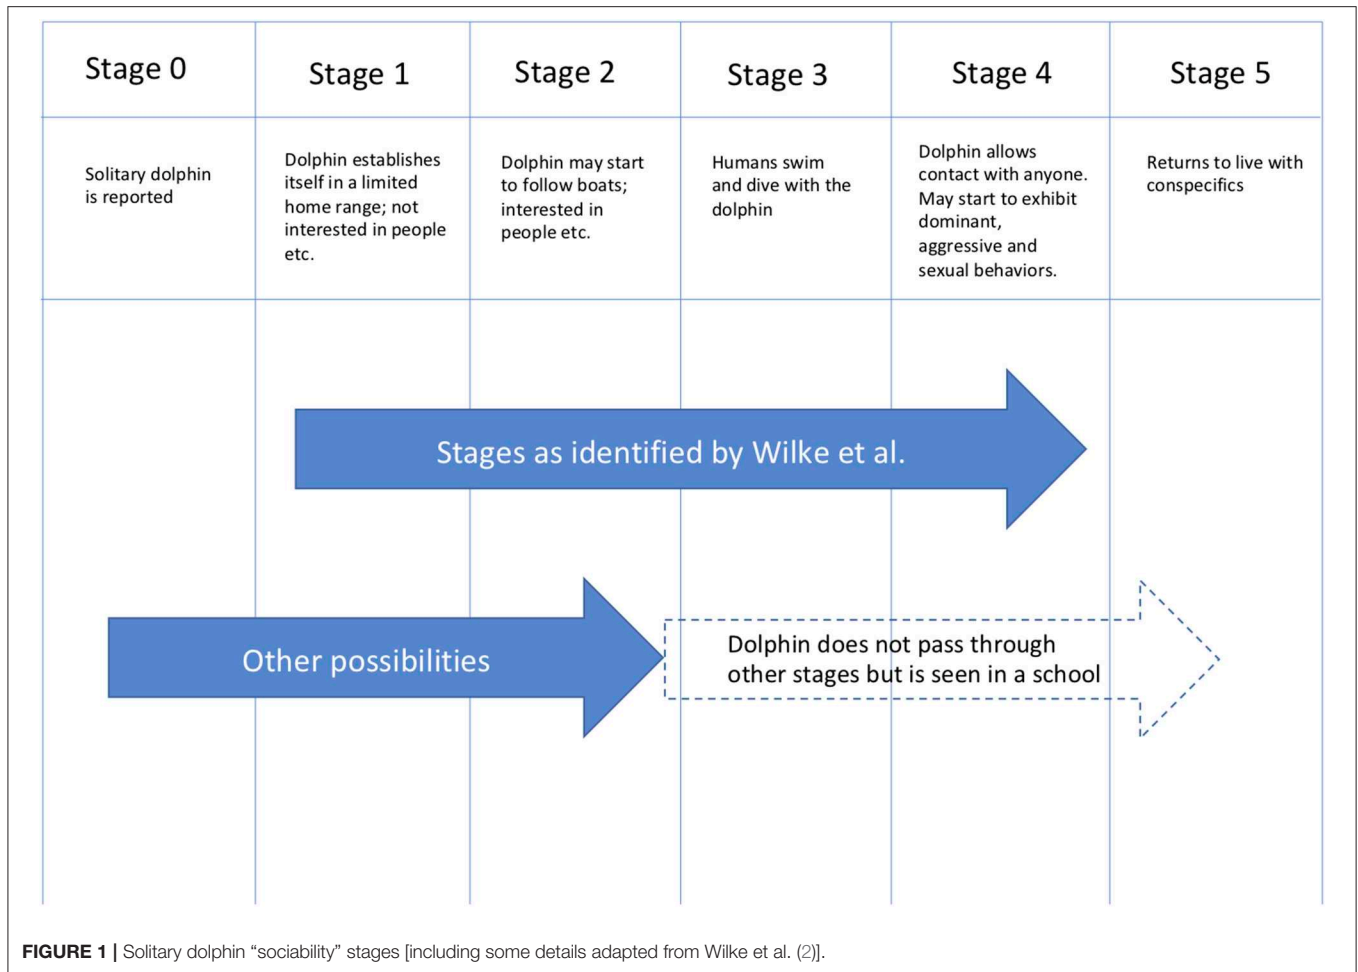 Stage 0
Stage 1
Stage 2
Stage 3
Stage 4
Stage 5
Solitary dolphin
is reported
Dolphin establishes
itself in a limited
home range; not
interested in people
etc.
Dolphin may start
to follow boats;
interested in
people etc.
Humans swim
and dive with the
dolphin
Dolphin allows
contact with anyone.
May start to exhibit
dominant,
aggressive and
sexual behaviors.
Returns to live with
conspecifics
Stages as identified by Wilke et al.
Other possibilities
Dolphin does not pass through
other stages but is seen in a school
FIGURE 1 | Solitary dolphin “sociability” stages [including some details adapted from Wilke et al. (2)].